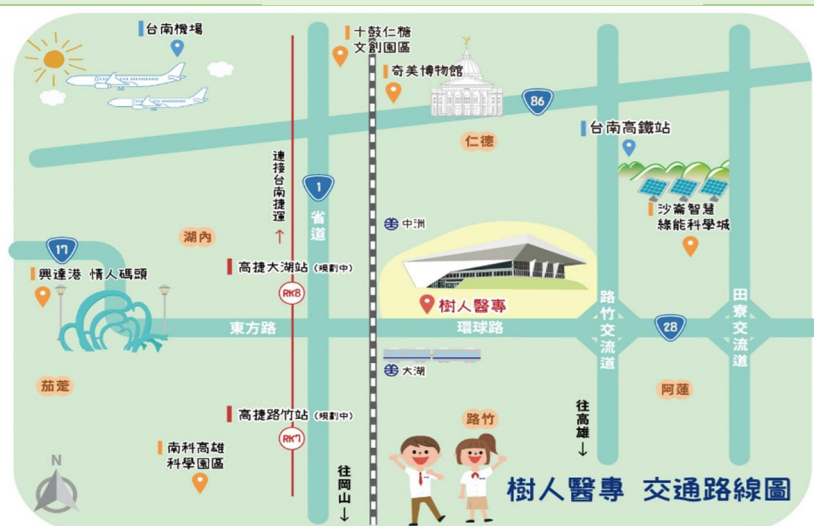 台南機場
十鼓仁糖
文創園區
奇美博物館
86
仁德
台南高鐵站
連接台南捷運
1
省道
中洲
沙崙智慧
綠能科學城
湖內
17
興達港 情人碼頭
高捷大湖站 (規劃中)
RK8
樹人醫專
東方路
環球路
路竹交流道
28
田寮交流道
大湖
茄萣
阿蓮
高捷路竹站 (規劃中)
RK7
路竹
往高雄
南科高雄
科學園區
往岡山
N
樹人醫專 交通路線圖